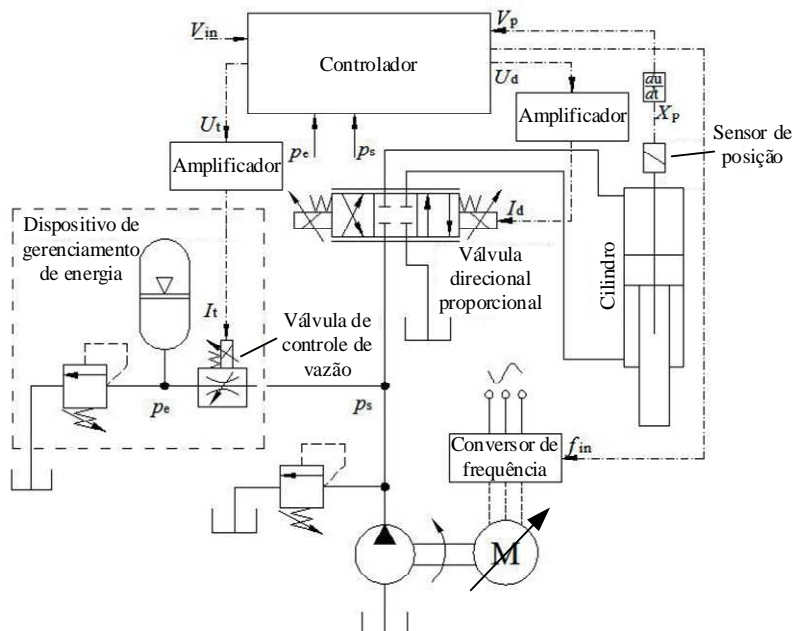 V_in
Controlador
V_p
U_d
U_t
Amplificador
Amplificador
p_e
p_s
du
dt
X_p
Sensor de
posição
Dispositivo de
gerenciamento
de energia
I_d
Válvula
direcional
proporcional
Cilindro
I_t
Válvula de
controle de
vazão
p_e
p_s
Conversor de
frequência
f_in
M